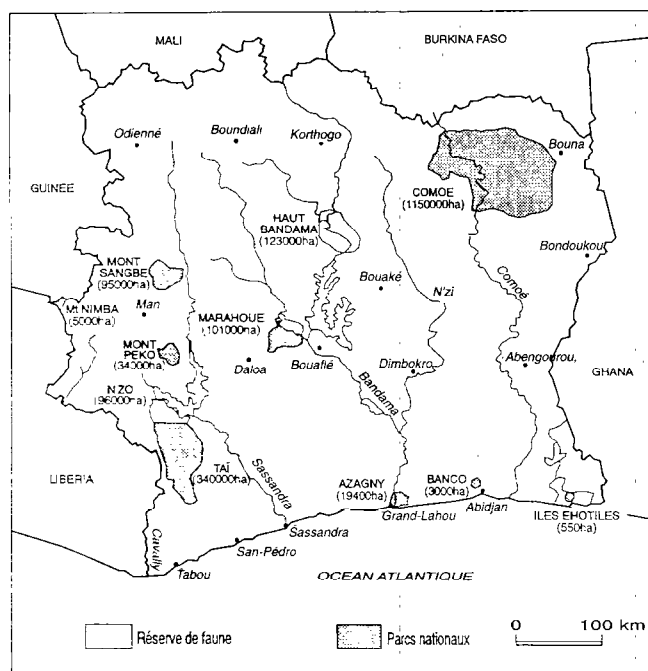 MALI
BURKINA FASO
Odienné
Boundiali
Korthogo
Bouna
GUINEE
COMOE
(1150000ha)
HAUT
BANDAMA
(123000ha)
Bondoukou
MONT
SANGBE
(95000ha)
Bouaké
N'zi
Comoé
Mt NIMBA
(5000ha)
Man
MARAHOUE
(101000ha)
MONT
PEKO
(34000ha)
Daloa
Bouaflé
Dimbokro
Abengourou
GHANA
N'ZO
(96000ha)
Bandama
LIBERIA
TAÏ
(340000ha)
Sassandra
AZAGNY
(19400ha)
BANCO
(3000ha)
Grand-Lahou
Abidjan
ILES EHOTILES
(550ha)
Cavally
Sassandra
San-Pédro
Tabou
OCEAN ATLANTIQUE
Réserve de faune
Parcs nationaux
0 100 km